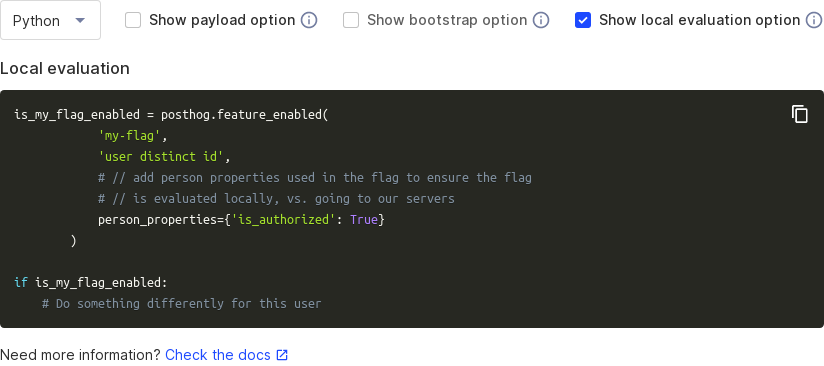 Python Show payload option Show bootstrap option Show local evaluation option
Local evaluation
is_my_flag_enabled = posthog.feature_enabled(
            'my-flag',
            'user distinct id',
            # // add person properties used in the flag to ensure the flag
            # // is evaluated locally, vs. going to our servers
            person_properties={'is_authorized': True}
        )
if is_my_flag_enabled:
    # Do something differently for this user
Need more information? Check the docs